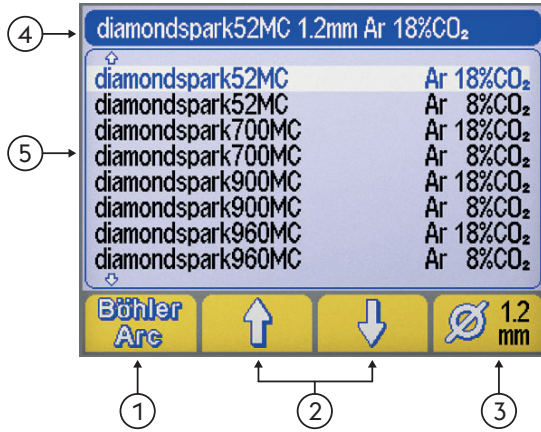 diamondspark52MC 1.2mm Ar 18%CO₂
diamondspark52MC Ar 18%CO₂
diamondspark52MC Ar 8%CO₂
diamondspark700MC Ar 18%CO₂
diamondspark700MC Ar 8%CO₂
diamondspark900MC Ar 18%CO₂
diamondspark900MC Ar 8%CO₂
diamondspark960MC Ar 18%CO₂
diamondspark960MC Ar 8%CO₂
Böhler Arc
Ø 1.2 mm
4
5
1
2
3